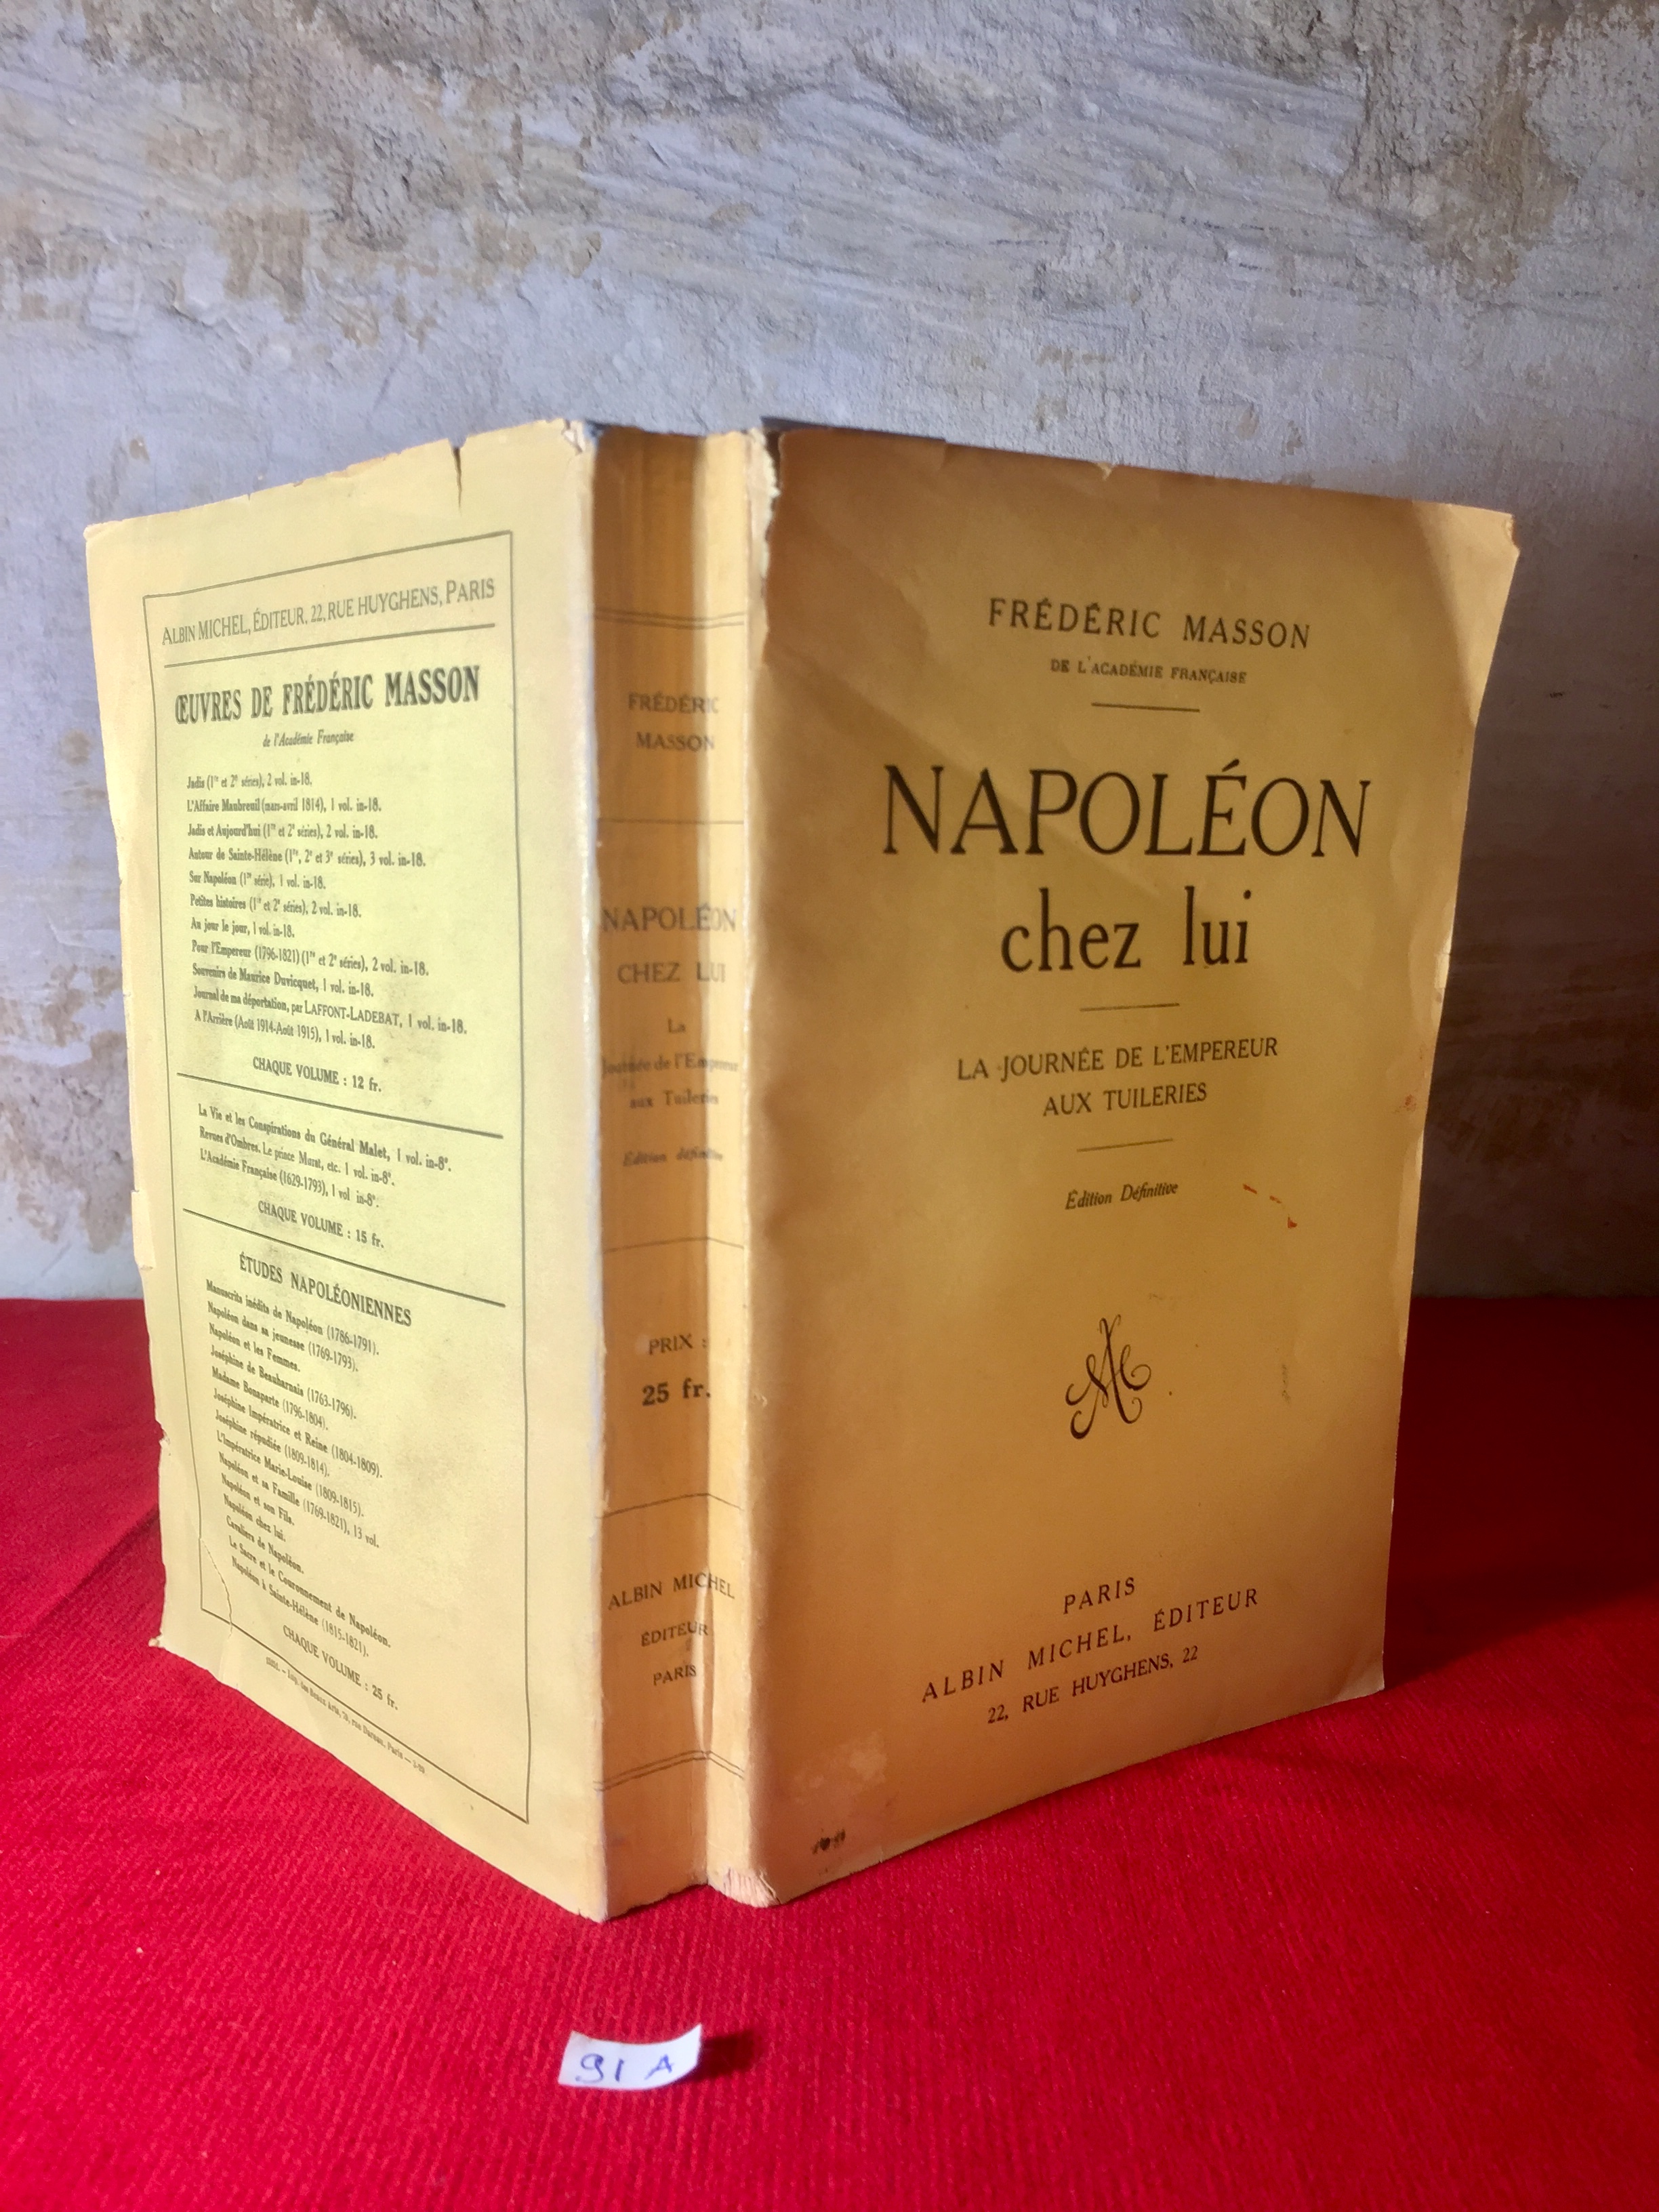 ALBIN MICHEL, ÉDITEUR, 22, RUE HUYGHENS, PARIS
ŒUVRES DE FRÉDÉRIC MASSON
de l'Académie Française
Jadis (1re et 2e séries), 2 vol. in-18.
L'Affaire Maubreuil (mars-avril 1814), 1 vol. in-18.
Jadis et Aujourd'hui (1re et 2e séries), 2 vol. in-18.
Autour de Sainte-Hélène (1re, 2e et 3e séries), 3 vol. in-18.
Sur Napoléon (1re série), 1 vol. in-18.
Petites histoires (1re et 2e séries), 2 vol. in-18.
Au jour le jour, 1 vol. in-18.
Pour l'Empereur (1796-1821) (1re et 2e séries), 2 vol. in-18.
Souvenirs de Maurice Duvicquet, 1 vol. in-18.
Journal de ma déportation, par LAFFONT-LADEBAT, 1 vol. in-18.
A l'Arrière (Août 1914-Août 1915), 1 vol. in-18.
CHAQUE VOLUME : 12 fr.
La Vie et les Conspirations du Général Malet, 1 vol. in-8°.
Revues d'Ombres. Le prince Murat, etc. 1 vol. in-8°.
L'Académie Française (1629-1793), 1 vol in-8°.
CHAQUE VOLUME : 15 fr.
ÉTUDES NAPOLÉONIENNES
Manuscrits inédits de Napoléon (1786-1791).
Napoléon dans sa jeunesse (1769-1793).
Napoléon et les Femmes.
Joséphine de Beauharnais (1763-1796).
Madame Bonaparte (1796-1804).
Joséphine Impératrice et Reine (1804-1809).
Joséphine répudiée (1809-1814).
L'Impératrice Marie-Louise (1809-1815).
Napoléon et sa Famille (1769-1821), 13 vol.
Napoléon et son Fils.
Napoléon chez lui.
Cavaliers de Napoléon.
Le Sacre et le Couronnement de Napoléon.
Napoléon à Sainte-Hélène (1815-1821).
CHAQUE VOLUME : 25 fr.
FRÉDÉRIC
MASSON
NAPOLÉON
CHEZ LUI
La
Journée de l'Empereur
aux Tuileries
Edition définitive
PRIX :
25 fr.
ALBIN MICHEL
ÉDITEUR
PARIS
FRÉDÉRIC MASSON
DE L'ACADÉMIE FRANÇAISE
NAPOLÉON
chez lui
LA JOURNÉE DE L'EMPEREUR
AUX TUILERIES
Édition Définitive
PARIS
ALBIN MICHEL, ÉDITEUR
22, RUE HUYGHENS, 22
91 A